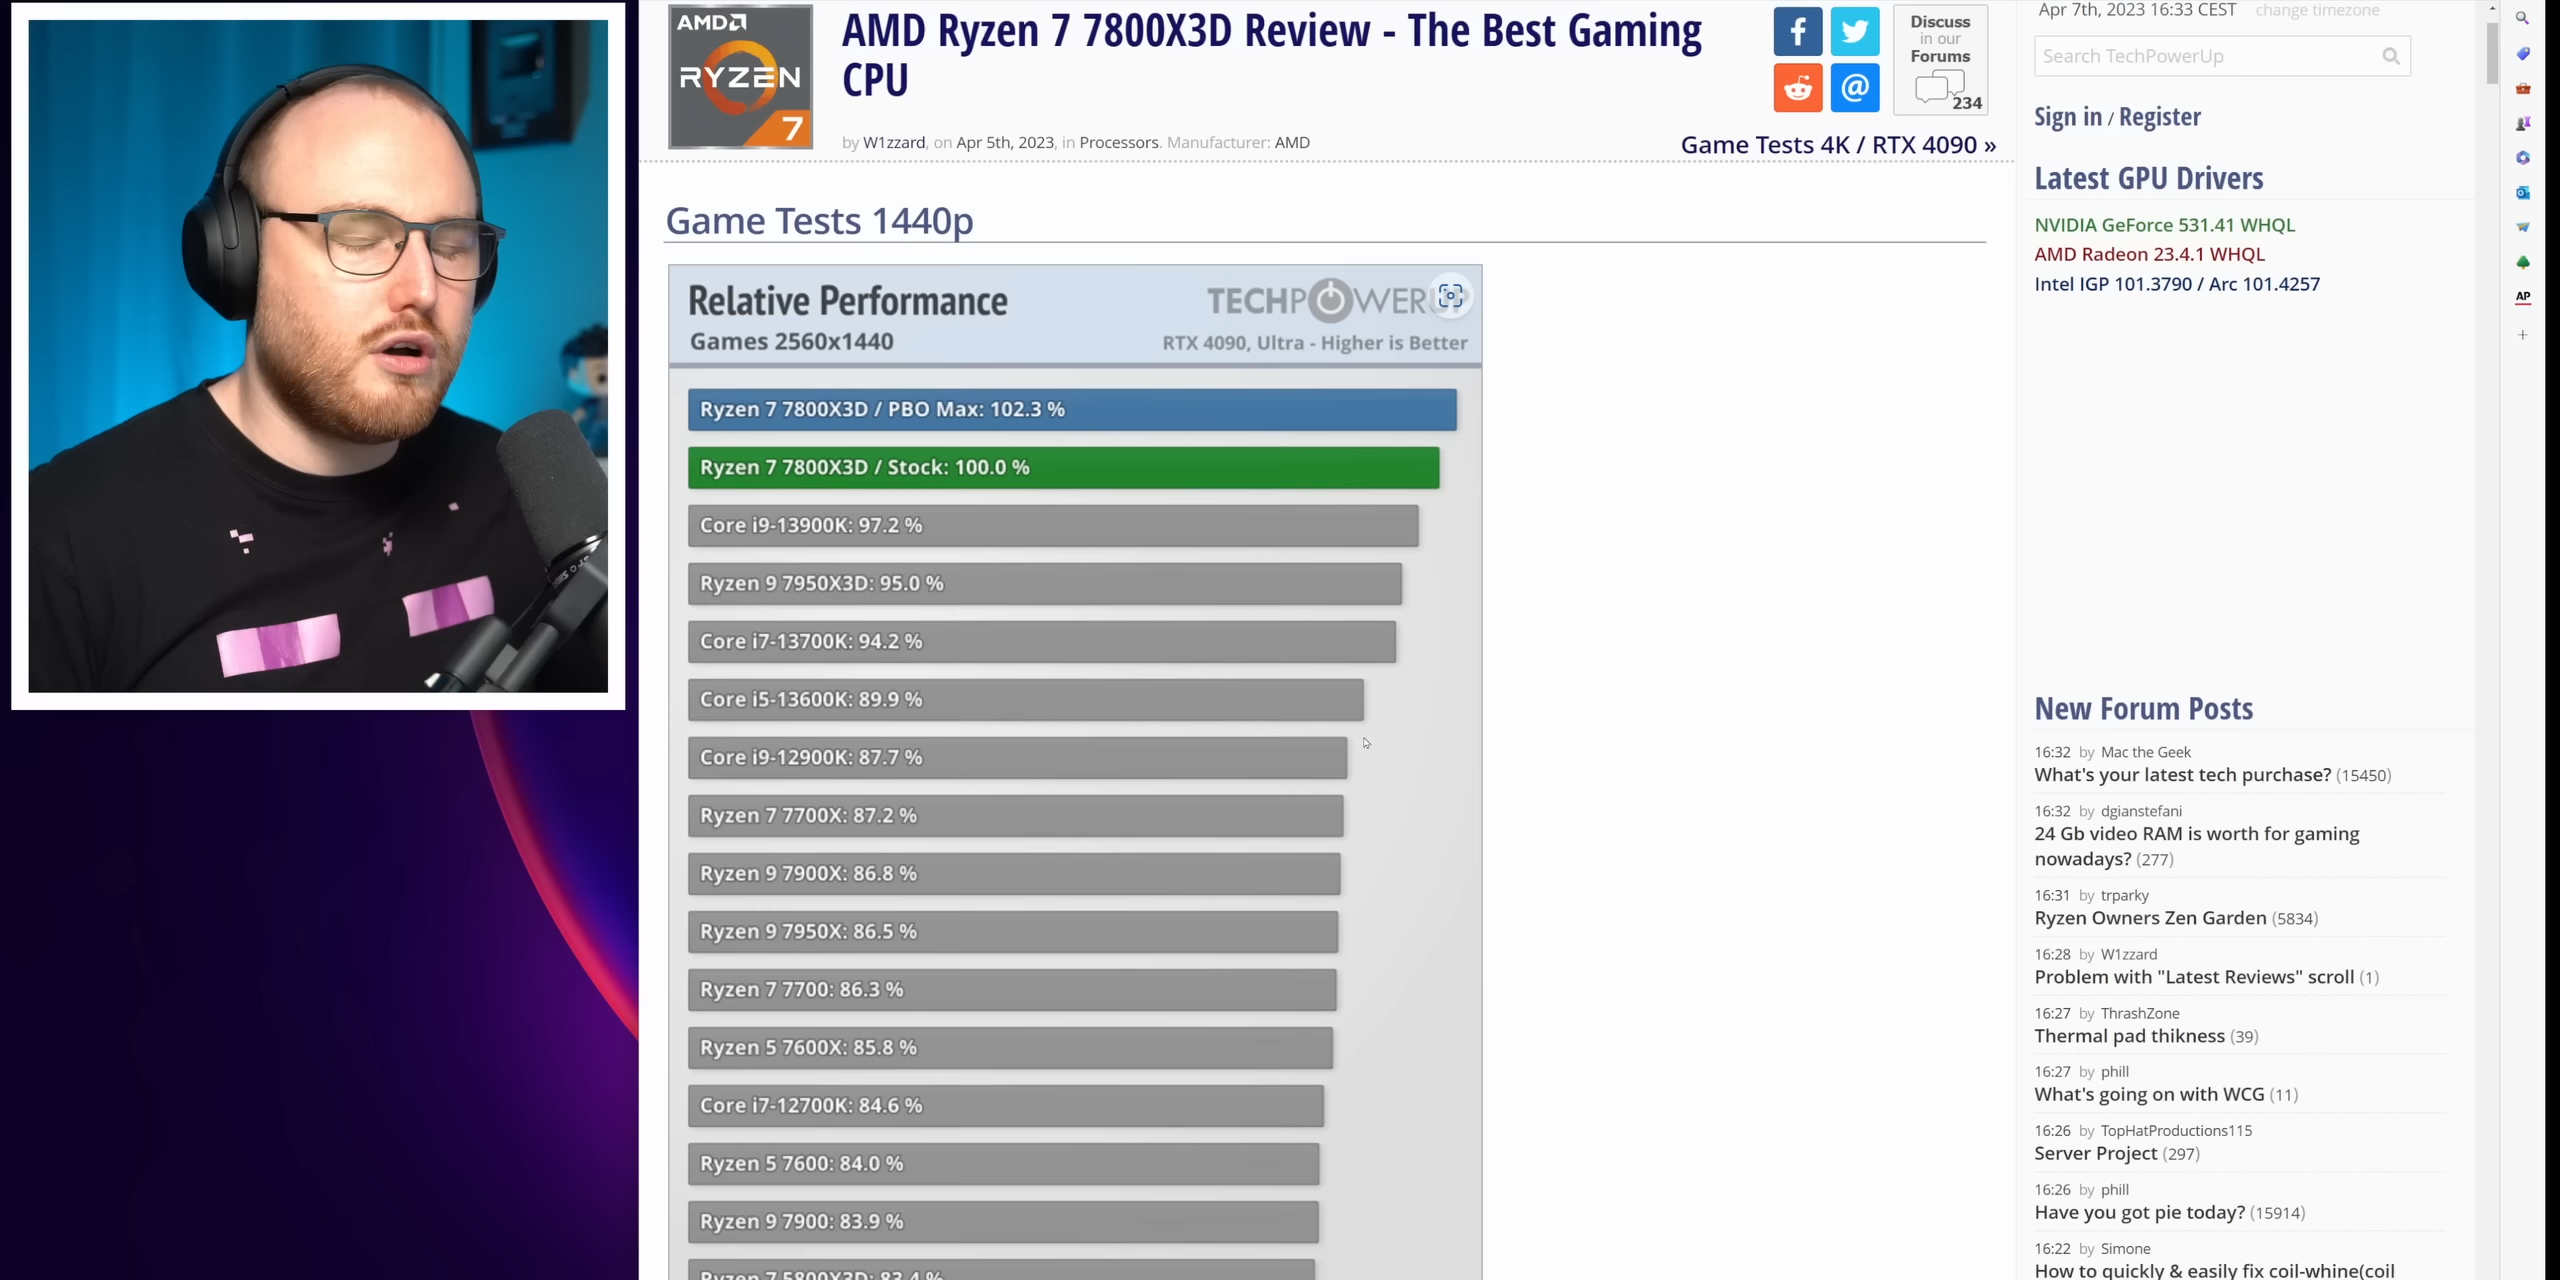 AMD
RYZEN
7
AMD Ryzen 7 7800X3D Review - The Best Gaming
CPU
by W1zzard, on Apr 5th, 2023, in Processors. Manufacturer: AMD
Discuss
in our
Forums
234
Game Tests 4K / RTX 4090 »
Game Tests 1440p
Relative Performance
TECHPOWER
Games 2560x1440
RTX 4090, Ultra - Higher is Better
Ryzen 7 7800X3D / PBO Max: 102.3 %
Ryzen 7 7800X3D / Stock: 100.0 %
Core i9-13900K: 97.2 %
Ryzen 9 7950X3D: 95.0 %
Core i7-13700K: 94.2 %
Core i5-13600K: 89.9 %
Core i9-12900K: 87.7 %
Ryzen 7 7700X: 87.2 %
Ryzen 9 7900X: 86.8 %
Ryzen 9 7950X: 86.5 %
Ryzen 7 7700: 86.3 %
Ryzen 5 7600X: 85.8 %
Core i7-12700K: 84.6 %
Ryzen 5 7600: 84.0 %
Ryzen 9 7900: 83.9 %
Ryzen 7 5800X3D: 83.4 %
Apr 7th, 2023 16:33 CEST change timezone
Search TechPowerUp
Sign in / Register
Latest GPU Drivers
NVIDIA GeForce 531.41 WHQL
AMD Radeon 23.4.1 WHQL
Intel IGP 101.3790 / Arc 101.4257
New Forum Posts
16:32 by Mac the Geek
What's your latest tech purchase? (15450)
16:32 by dgianstefani
24 Gb video RAM is worth for gaming
nowadays? (277)
16:31 by trparky
Ryzen Owners Zen Garden (5834)
16:28 by W1zzard
Problem with "Latest Reviews" scroll (1)
16:27 by ThrashZone
Thermal pad thikness (39)
16:27 by phill
What's going on with WCG (11)
16:26 by TopHatProductions115
Server Project (297)
16:26 by phill
Have you got pie today? (15914)
16:22 by Simone
How to quickly & easily fix coil-whine(coil
AP